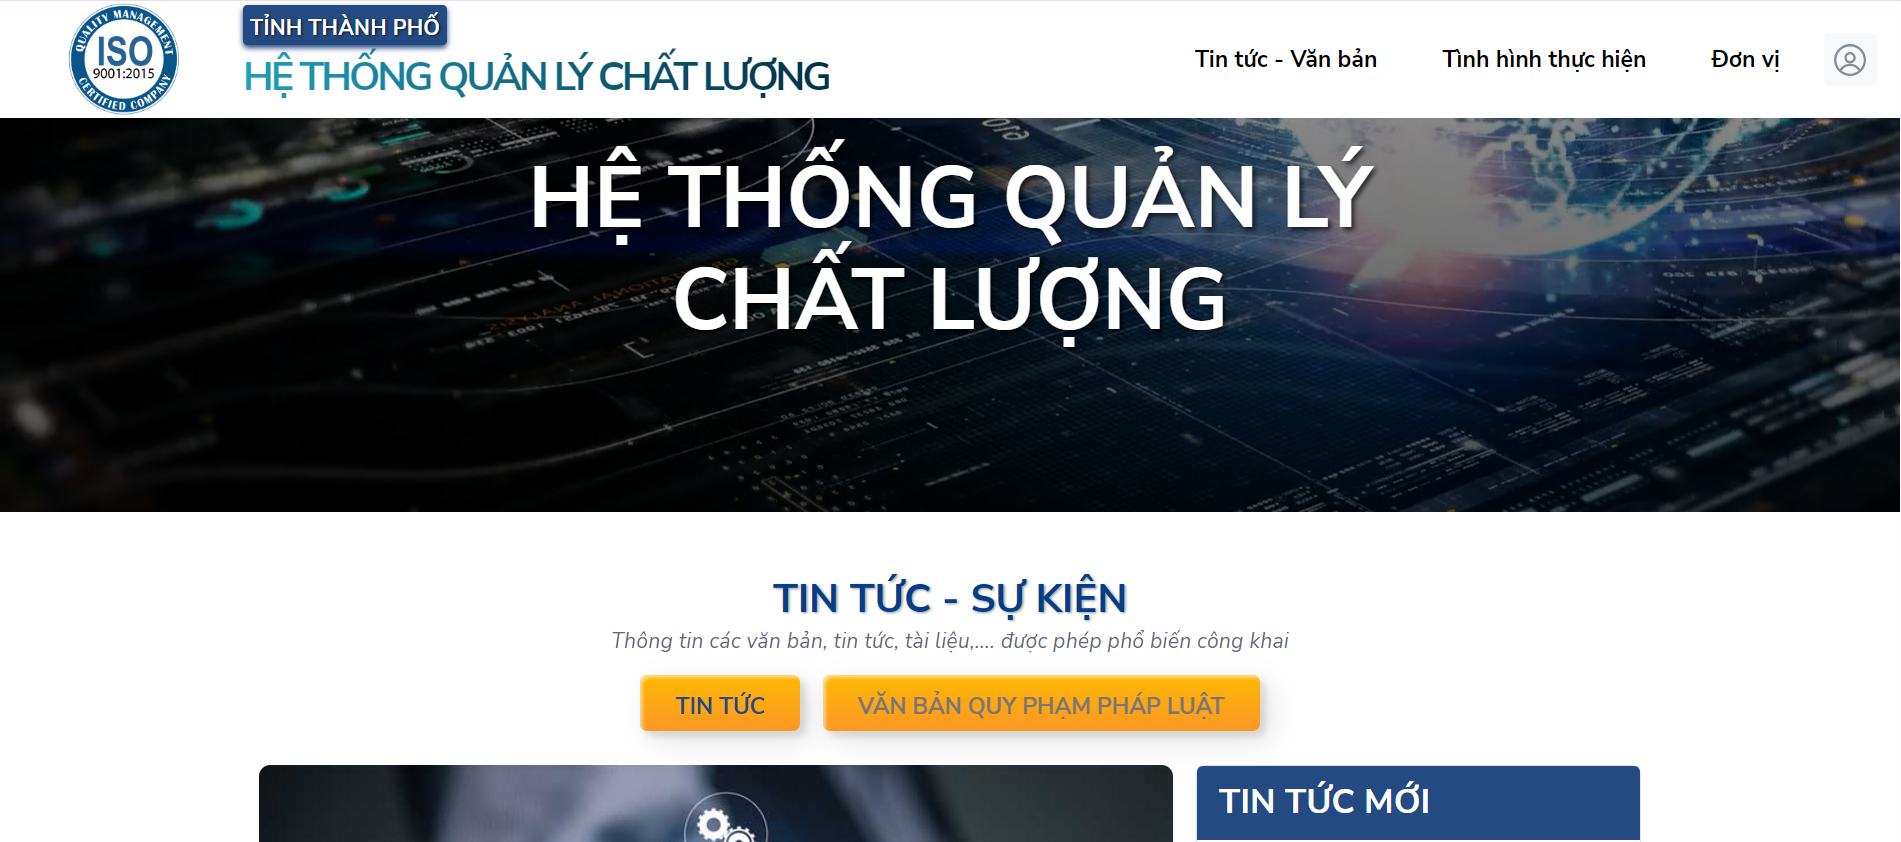 QUALITY MANAGEMENT
ISO
9001:2015
CERTIFIED COMPANY
TỈNH THÀNH PHỐ
HỆ THỐNG QUẢN LÝ CHẤT LƯỢNG
Tin tức - Văn bản
Tình hình thực hiện
Đơn vị
HỆ THỐNG QUẢN LÝ
CHẤT LƯỢNG
TIN TỨC - SỰ KIỆN
Thông tin các văn bản, tin tức, tài liệu,.... được phép phổ biến công khai
TIN TỨC
VĂN BẢN QUY PHẠM PHÁP LUẬT
TIN TỨC MỚI